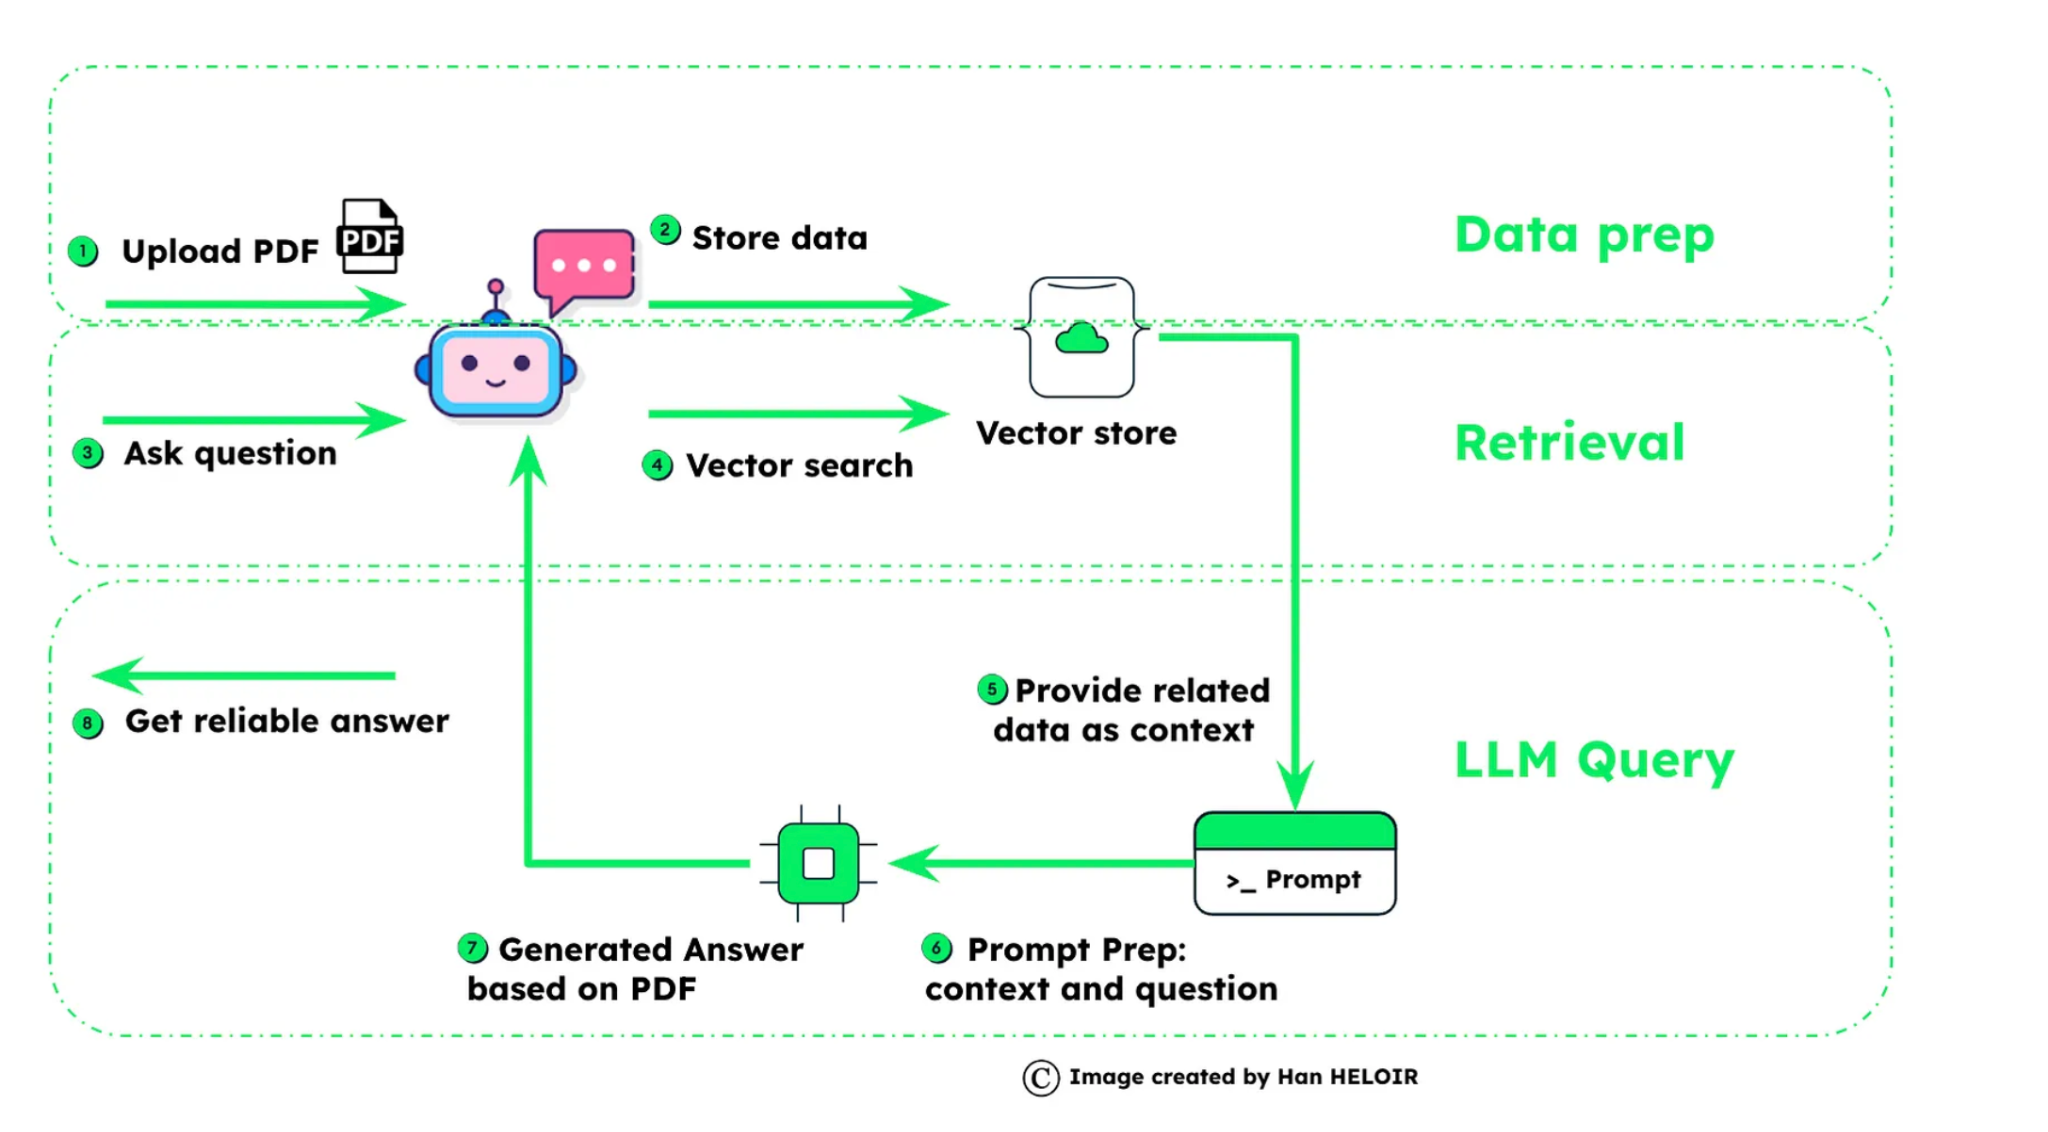 1 Upload PDF
PDF
2 Store data
Data prep
3 Ask question
4 Vector search
Vector store
Retrieval
5 Provide related
data as context
8 Get reliable answer
LLM Query
>_ Prompt
7 Generated Answer
based on PDF
6 Prompt Prep:
context and question
© Image created by Han HELOIR